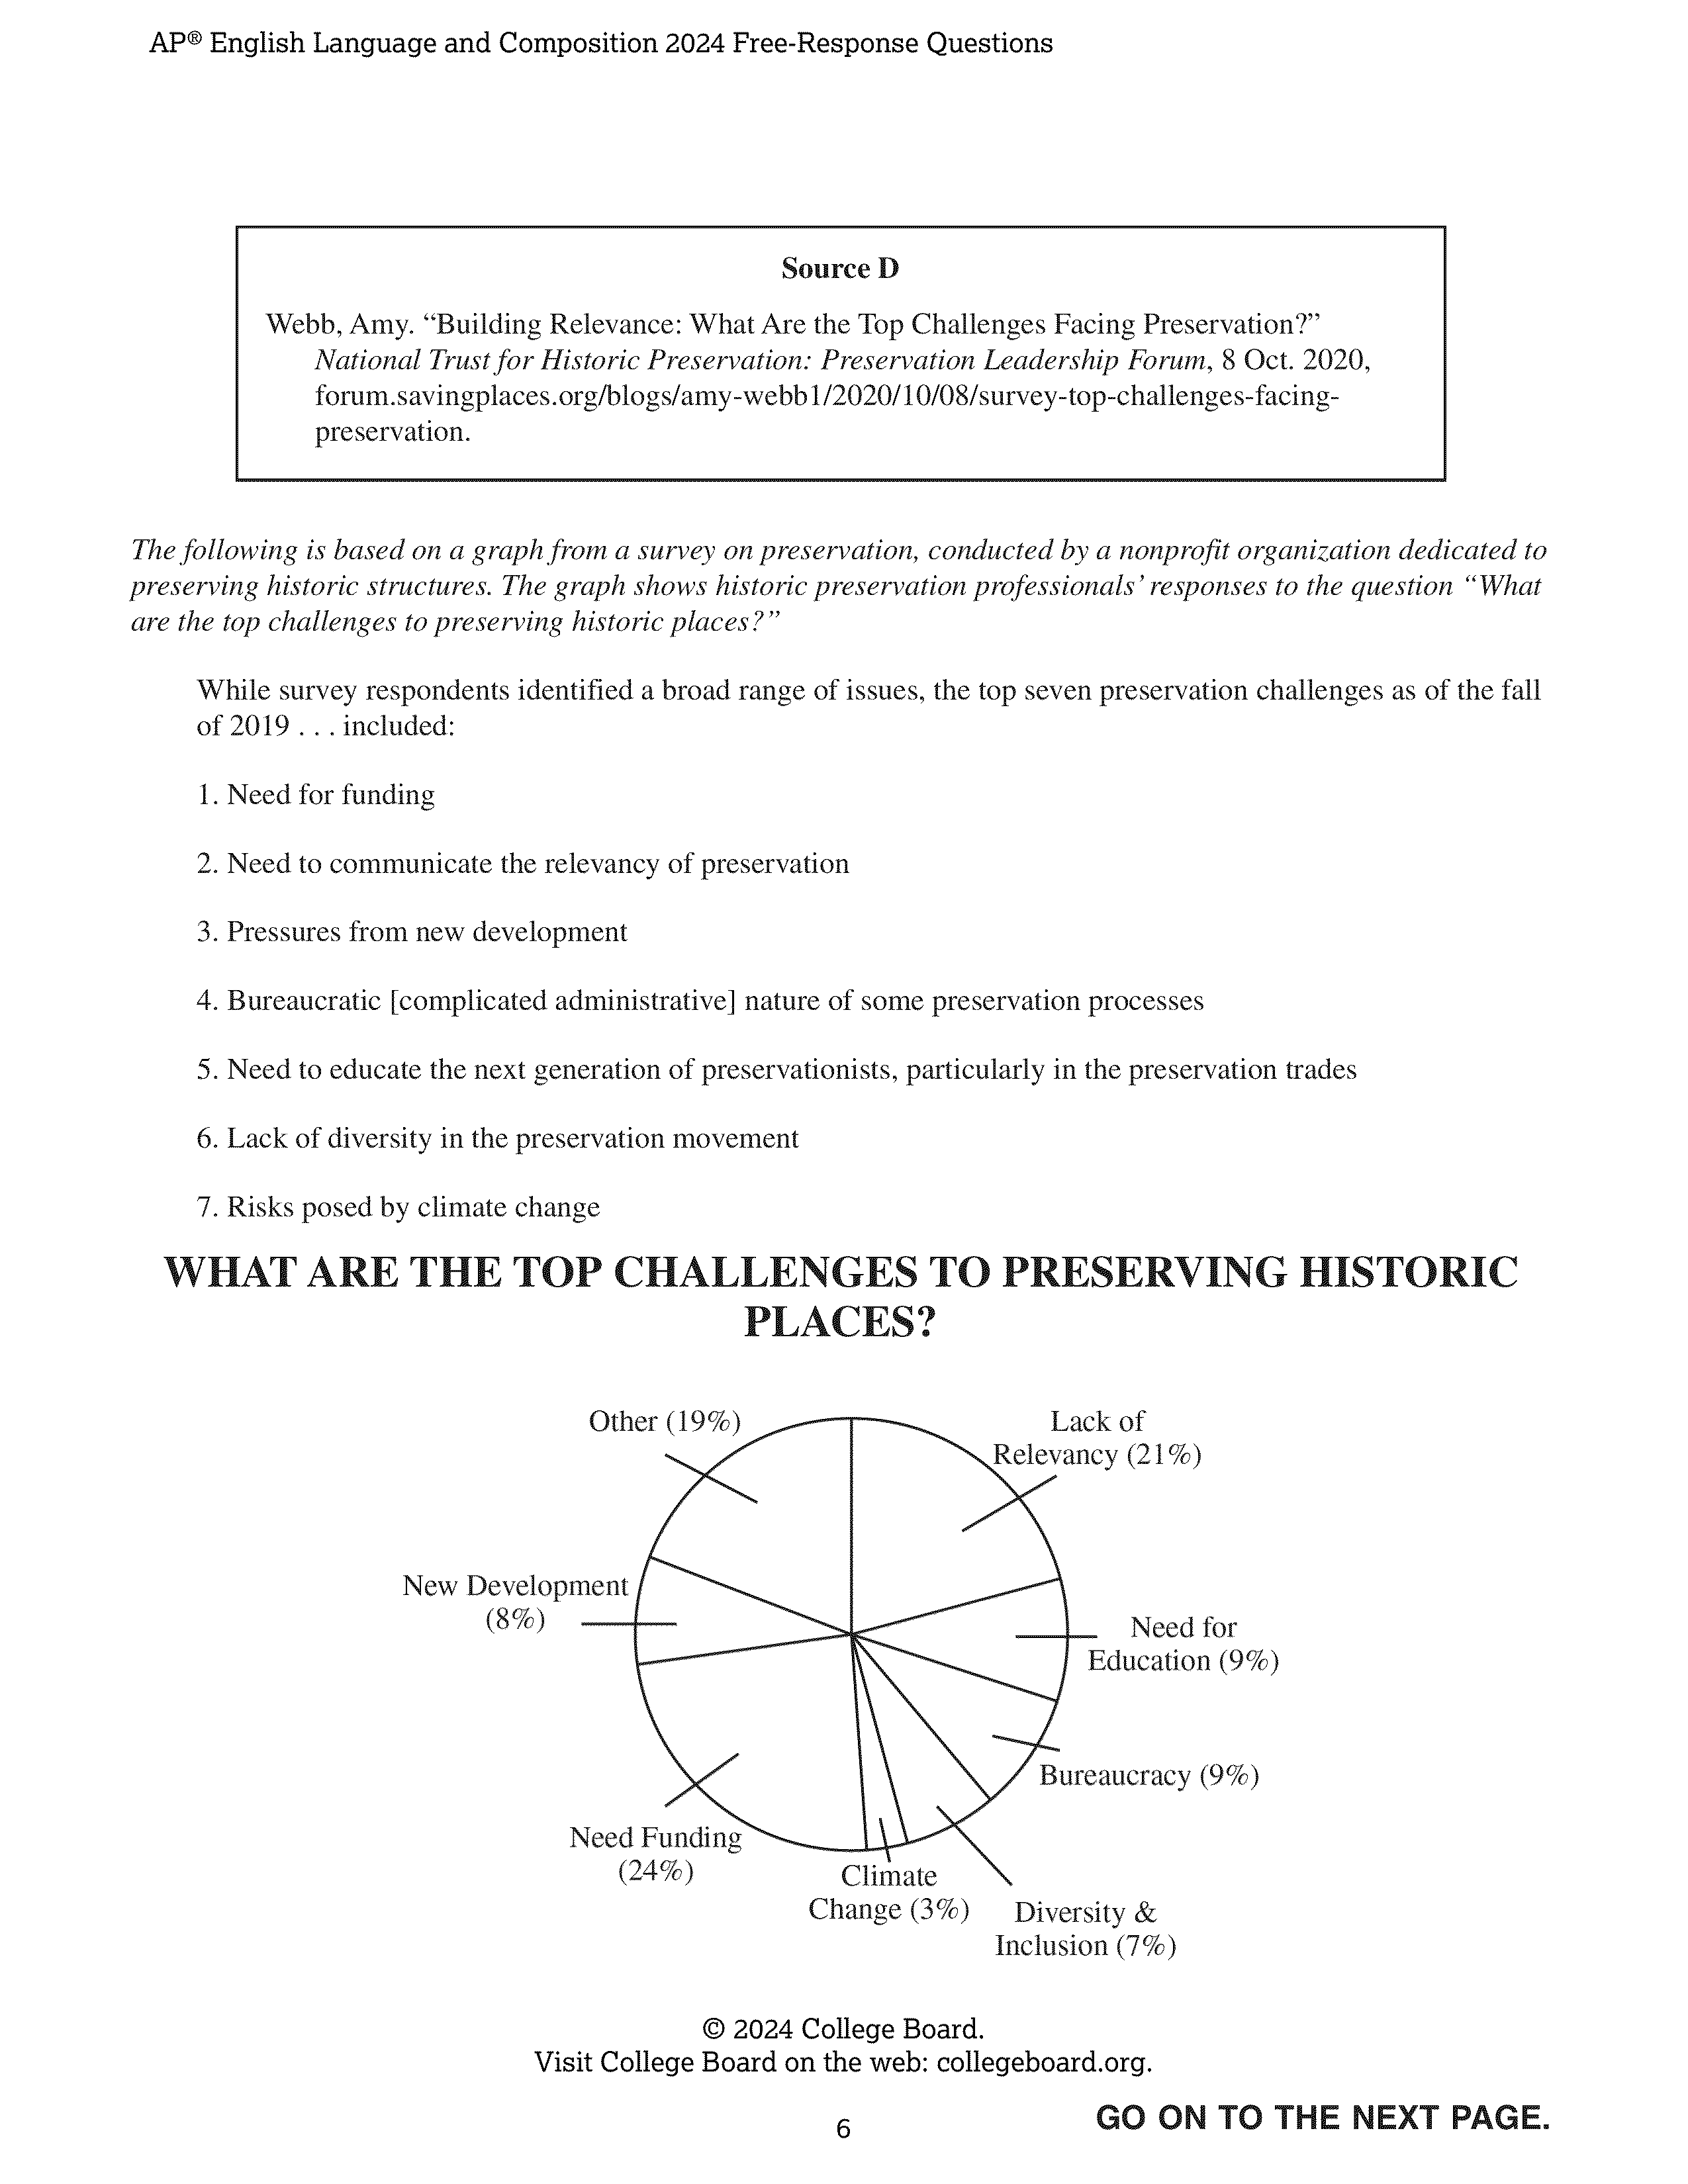 AP® English Language and Composition 2024 Free-Response Questions
Source D
Webb, Amy. “Building Relevance: What Are the Top Challenges Facing Preservation?”
National Trust for Historic Preservation: Preservation Leadership Forum, 8 Oct. 2020,
forum.savingplaces.org/blogs/amy-webb1/2020/10/08/survey-top-challenges-facing-
preservation.
The following is based on a graph from a survey on preservation, conducted by a nonprofit organization dedicated to
preserving historic structures. The graph shows historic preservation professionals’ responses to the question “What
are the top challenges to preserving historic places?”
While survey respondents identified a broad range of issues, the top seven preservation challenges as of the fall
of 2019 . . . included:
1. Need for funding
2. Need to communicate the relevancy of preservation
3. Pressures from new development
4. Bureaucratic [complicated administrative] nature of some preservation processes
5. Need to educate the next generation of preservationists, particularly in the preservation trades
6. Lack of diversity in the preservation movement
7. Risks posed by climate change
WHAT ARE THE TOP CHALLENGES TO PRESERVING HISTORIC
PLACES?
Other (19%)
Lack of
Relevancy (21%)
New Development
(8%)
Need for
Education (9%)
Bureaucracy (9%)
Need Funding
(24%)
Climate
Change (3%)
Diversity &
Inclusion (7%)
© 2024 College Board.
Visit College Board on the web: collegeboard.org.
GO ON TO THE NEXT PAGE.
6